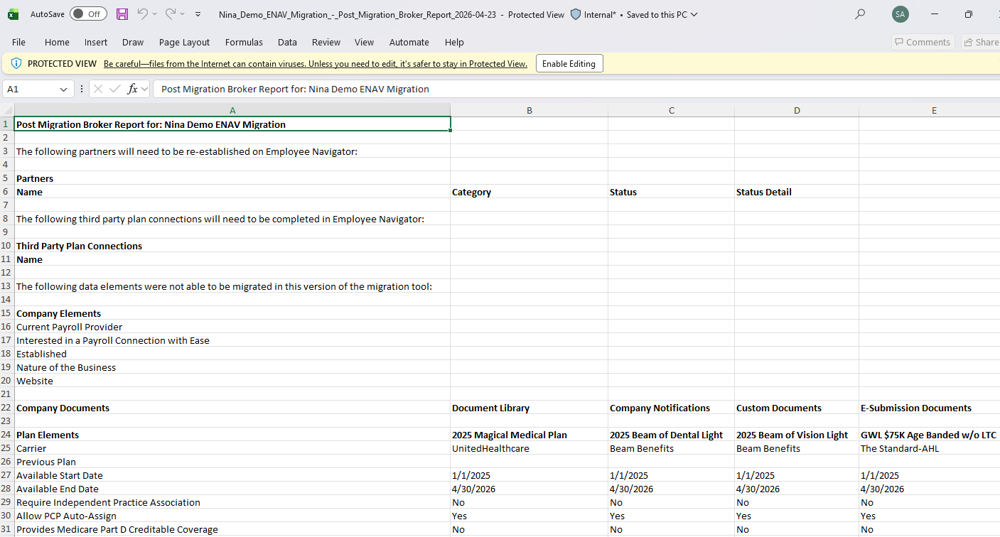 AutoSave Off Nina_Demo_ENAV_Migration_-_Post_Migration_Broker_Report_2026-04-23 - Protected View Internal* • Saved to this PC SA
File Home Insert Draw Page Layout Formulas Data Review View Automate Help Comments Share
PROTECTED VIEW Be careful—files from the Internet can contain viruses. Unless you need to edit, it's safer to stay in Protected View. Enable Editing
A1 fx Post Migration Broker Report for: Nina Demo ENAV Migration
A B C D E
1 Post Migration Broker Report for: Nina Demo ENAV Migration
2
3 The following partners will need to be re-established on Employee Navigator:
4
5 Partners
6 Name Category Status Status Detail
7
8 The following third party plan connections will need to be completed in Employee Navigator:
9
10 Third Party Plan Connections
11 Name
12
13 The following data elements were not able to be migrated in this version of the migration tool:
14
15 Company Elements
16 Current Payroll Provider
17 Interested in a Payroll Connection with Ease
18 Established
19 Nature of the Business
20 Website
21
22 Company Documents Document Library Company Notifications Custom Documents E-Submission Documents
23
24 Plan Elements 2025 Magical Medical Plan 2025 Beam of Dental Light 2025 Beam of Vision Light GWL $75K Age Banded w/o LTC
25 Carrier UnitedHealthcare Beam Benefits Beam Benefits The Standard-AHL
26 Previous Plan
27 Available Start Date 1/1/2025 1/1/2025 1/1/2025 1/1/2025
28 Available End Date 4/30/2026 4/30/2026 4/30/2026 4/30/2026
29 Require Independent Practice Association No No No No
30 Allow PCP Auto-Assign Yes Yes Yes Yes
31 Provides Medicare Part D Creditable Coverage No No No No